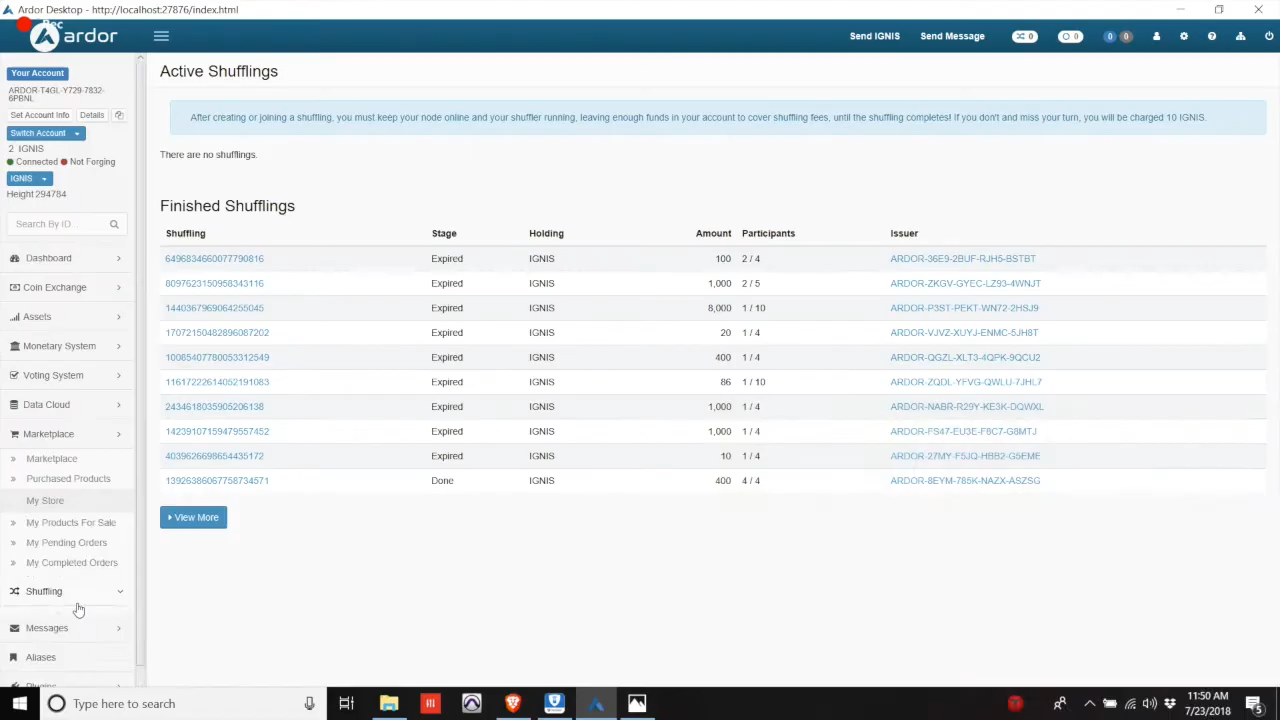 Ardor Desktop - http://localhost:27876/index.html
Rec
ardor
Send IGNIS
Send Message
0
0
0
0
Your Account
ARDOR-T4GL-Y729-7832-
6PBNL
Set Account Info
Details
Switch Account
2 IGNIS
Connected
Not Forging
IGNIS
Height 294784
Search By ID...
Dashboard
Coin Exchange
Assets
Monetary System
Voting System
Data Cloud
Marketplace
» Marketplace
» Purchased Products
My Store
» My Products For Sale
» My Pending Orders
» My Completed Orders
Shuffling
Messages
Aliases
Plugins
Active Shufflings
After creating or joining a shuffling, you must keep your node online and your shuffler running, leaving enough funds in your account to cover shuffling fees, until the shuffling completes! If you don't and miss your turn, you will be charged 10 IGNIS.
There are no shufflings.
Finished Shufflings
Shuffling Stage Holding Amount Participants Issuer
6496834660077790816 Expired IGNIS 100 2 / 4 ARDOR-36E9-2BUF-RJH5-BSTBT
8097623150958343116 Expired IGNIS 1,000 2 / 5 ARDOR-ZKGV-GYEC-LZ93-4WNJT
1440367969064255045 Expired IGNIS 8,000 1 / 10 ARDOR-P3ST-PEKT-WN72-2HSJ9
17072150482896087202 Expired IGNIS 20 1 / 4 ARDOR-VJVZ-XUYJ-ENMC-5JH8T
10085407780053312549 Expired IGNIS 400 1 / 4 ARDOR-QGZL-XLT3-4QPK-9QCU2
11617222614052191083 Expired IGNIS 86 1 / 10 ARDOR-ZQDL-YFVG-QWLU-7JHL7
2434618035905206138 Expired IGNIS 1,000 1 / 4 ARDOR-NABR-R29Y-KE3K-DQWXL
14239107159479557452 Expired IGNIS 1,000 1 / 4 ARDOR-FS47-EU3E-F6C7-G8MTJ
4039626698654435172 Expired IGNIS 10 1 / 4 ARDOR-27MY-F5JQ-HBB2-G5EME
13926386067758734571 Done IGNIS 400 4 / 4 ARDOR-8EYM-785K-NAZX-ASZSG
View More
Type here to search
11:50 AM
7/23/2018
5